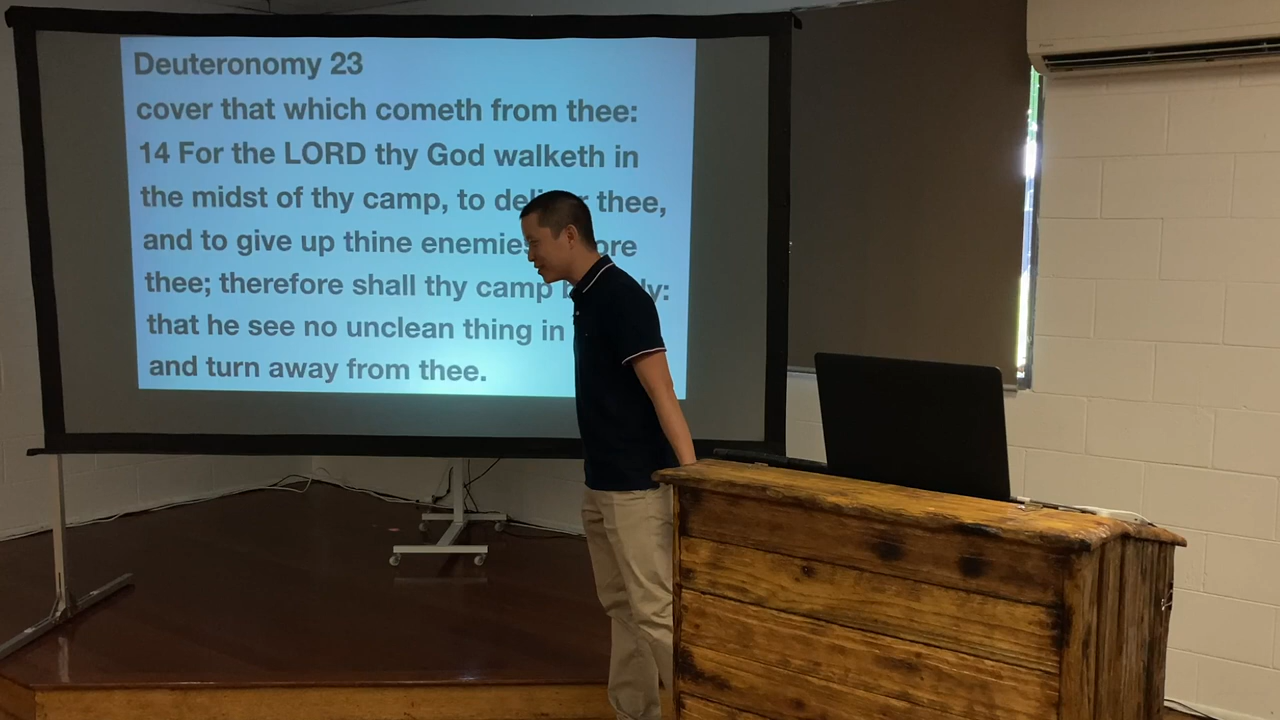 Deuteronomy 23
cover that which cometh from thee:
14 For the LORD thy God walketh in
the midst of thy camp, to thee,
and to give up thine enemies
thee; therefore shall thy camp
that he see no unclean thing in
and turn away from thee.